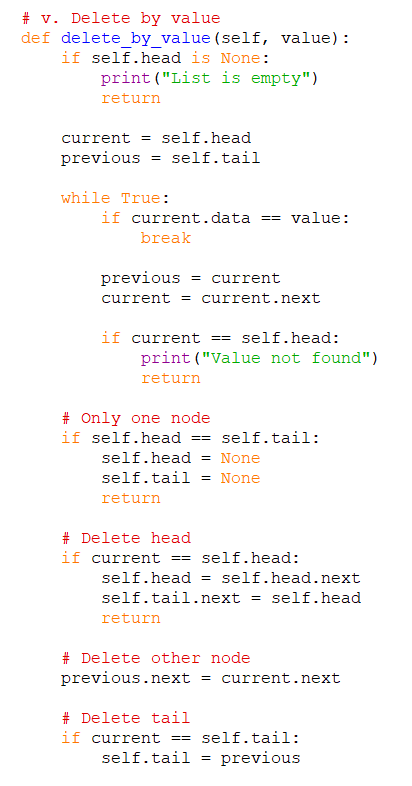 # v. Delete by value
def delete_by_value(self, value):
    if self.head is None:
        print("List is empty")
        return

    current = self.head
    previous = self.tail

    while True:
        if current.data == value:
            break

        previous = current
        current = current.next

        if current == self.head:
            print("Value not found")
            return

    # Only one node
    if self.head == self.tail:
        self.head = None
        self.tail = None
        return

    # Delete head
    if current == self.head:
        self.head = self.head.next
        self.tail.next = self.head
        return

    # Delete other node
    previous.next = current.next

    # Delete tail
    if current == self.tail:
        self.tail = previous